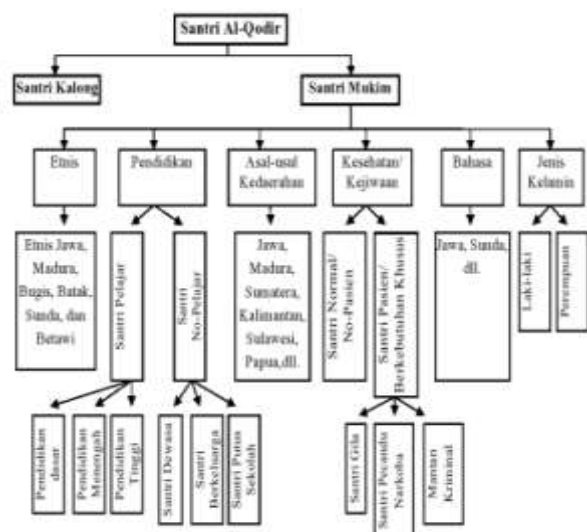 Santri Al-Qodir
Santri Kalong
Santri Mukim
Etnis
Pendidikan
Asal-usul
Kedaerahan
Kesehatan/
Kejiwaan
Bahasa
Jenis
Kelamin
Etnis Jawa,
Madura,
Bugis, Batak,
Sunda, dan
Betawi
Santri Pelajar
Santri
No-Pelajar
Jawa,
Madura,
Sumatera,
Kalimantan,
Sulawesi,
Papua,dll.
Santri Normal/
No-Pasien
Santri Pasien/
Berkebutuhan Khusus
Jawa, Sunda,
dll.
Laki-laki
Perempuan
Pendidikan
dasar
Pendidikan
Menengah
Pendidikan
Tinggi
Santri Dewasa
Santri
Berkeluarga
Santri Putus
Sekolah
Santri Gila
Santri Pecandu
Narkoba
Mantan
Kriminal